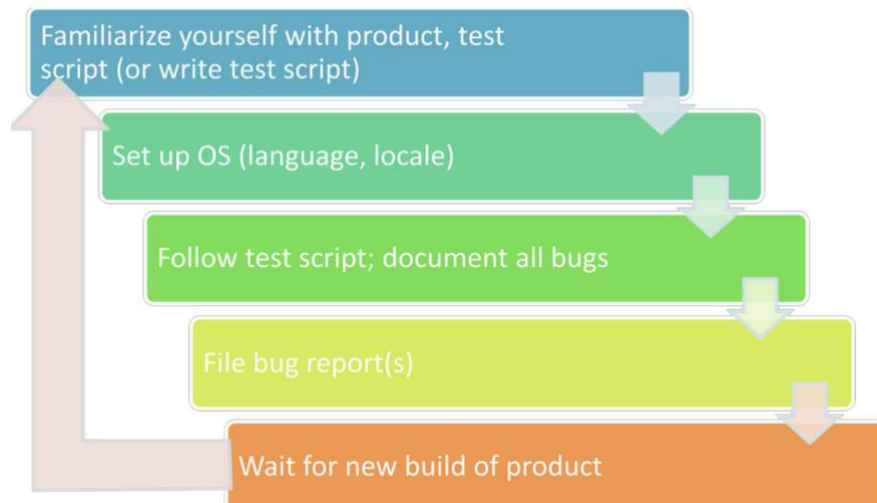 Familiarize yourself with product, test
script (or write test script)
Set up OS (language, locale)
Follow test script; document all bugs
File bug report(s)
Wait for new build of product